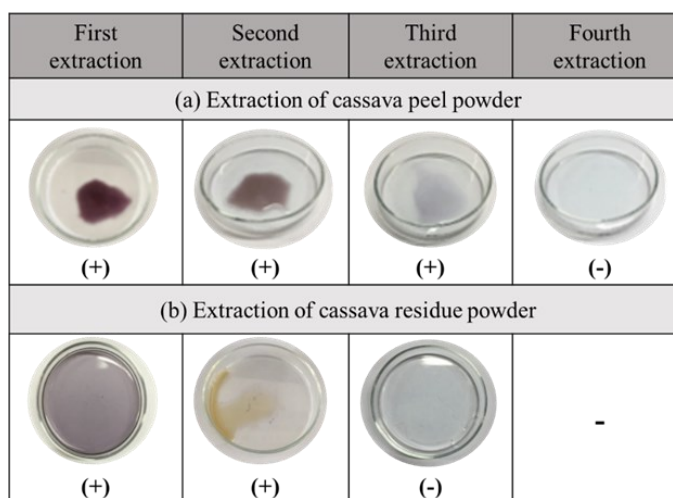 First extraction
Second extraction
Third extraction
Fourth extraction
(a) Extraction of cassava peel powder
(+)
(+)
(+)
(-)
(b) Extraction of cassava residue powder
-
(+)
(+)
(-)